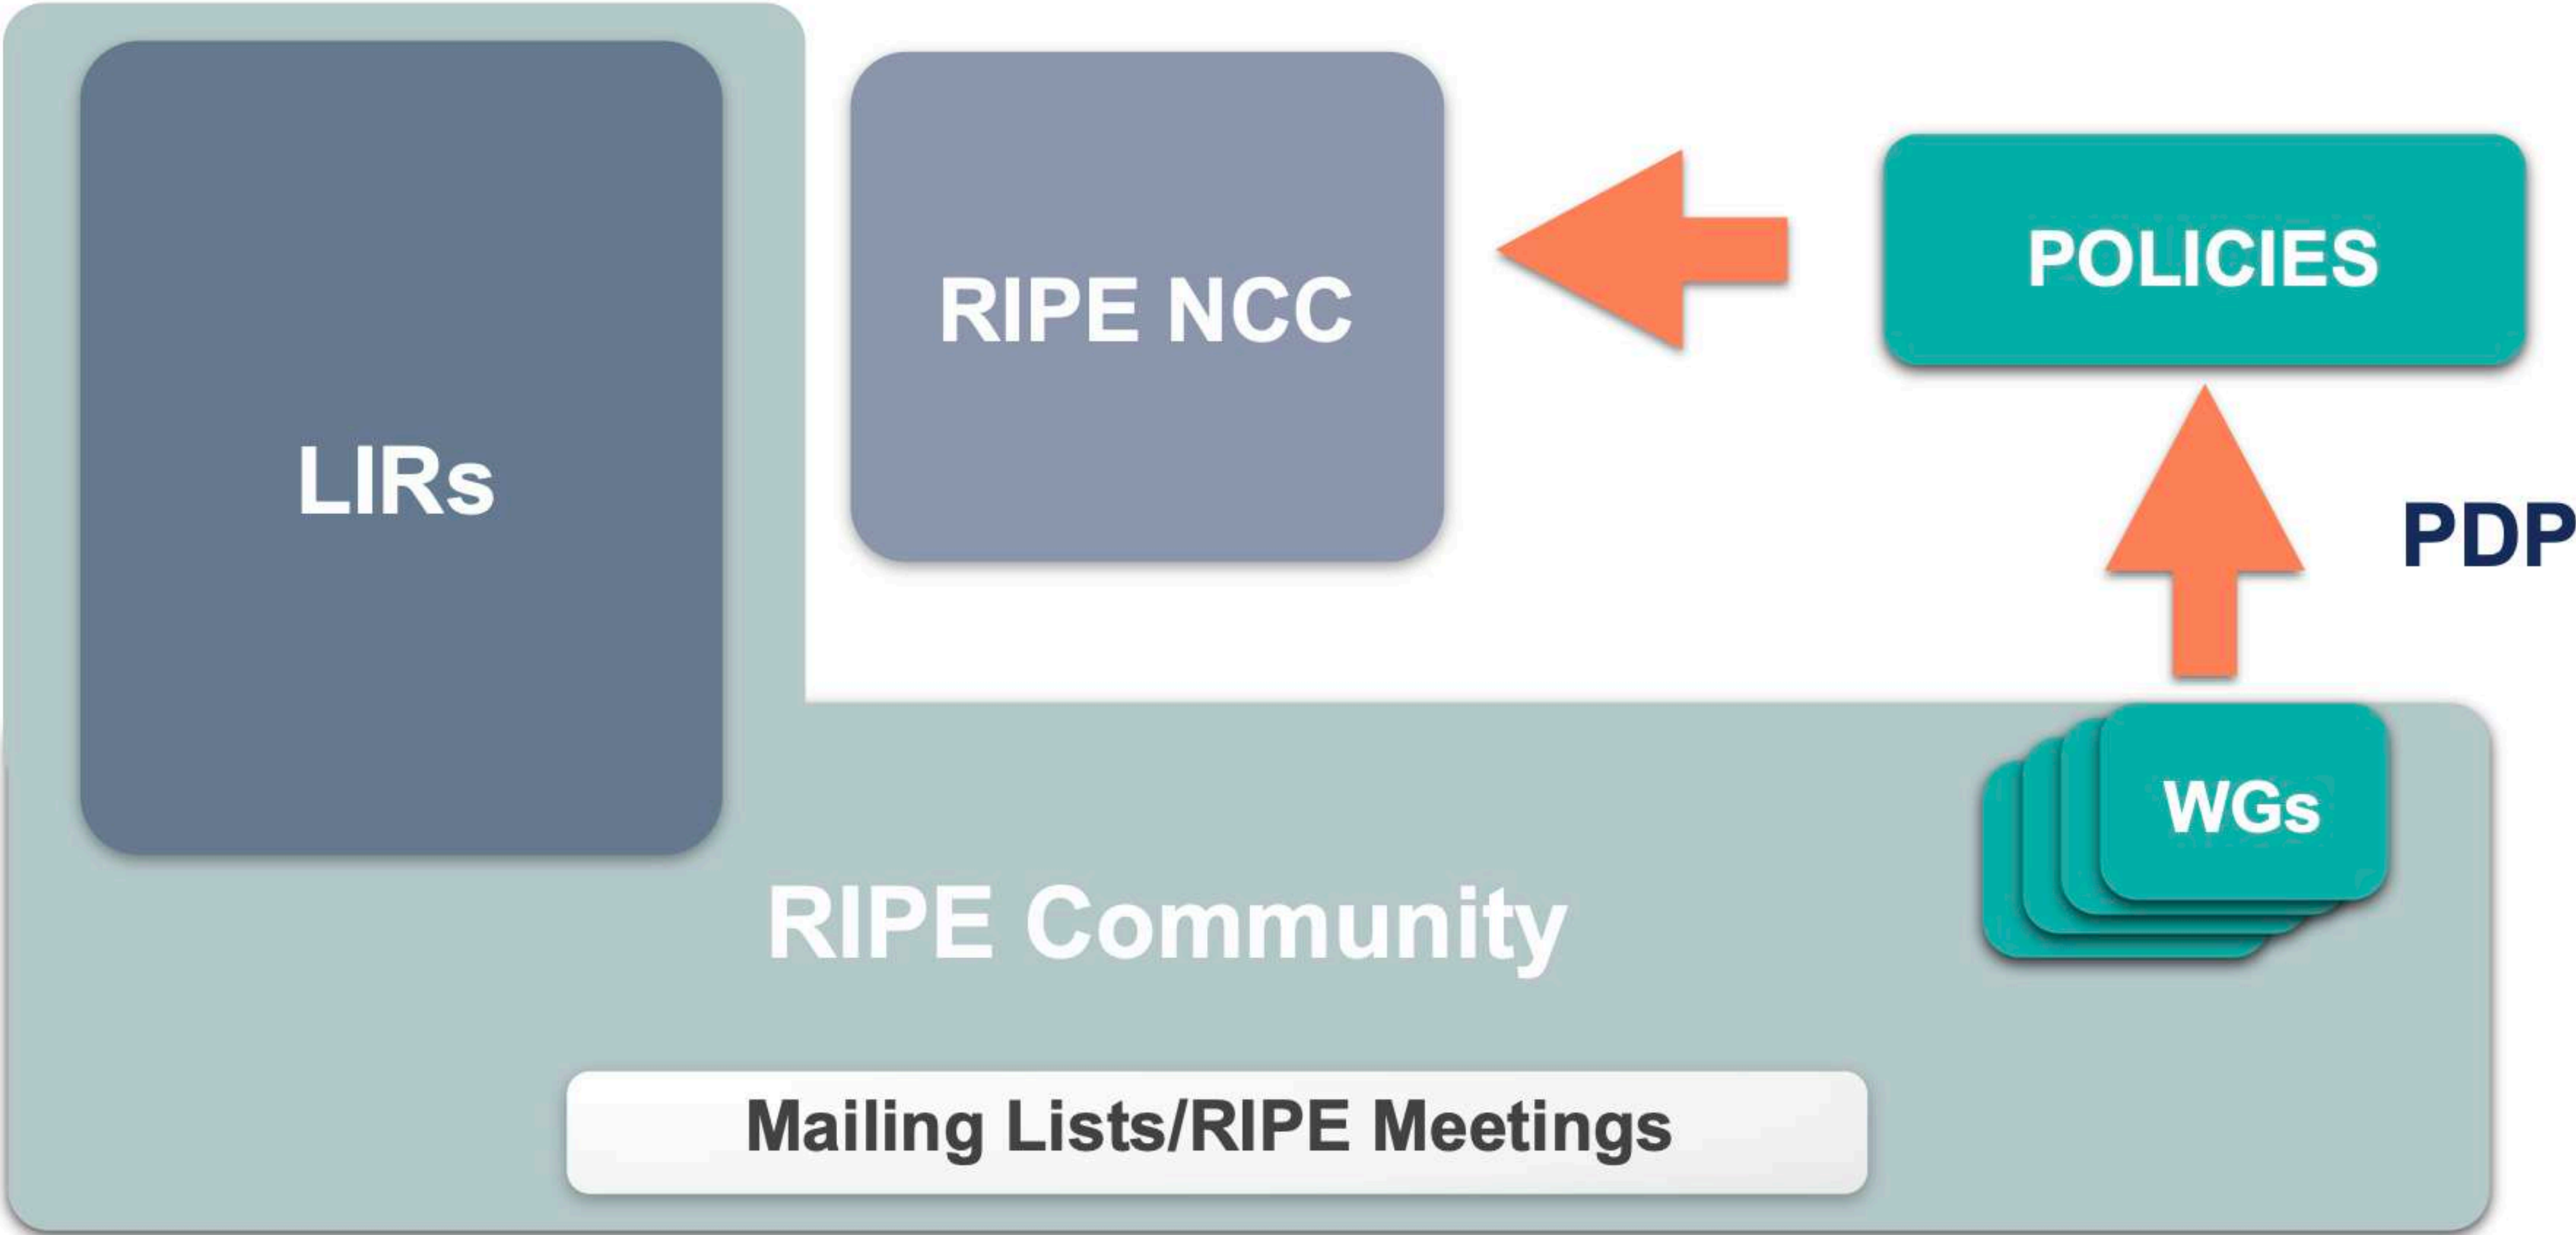 LIRs
RIPE NCC
POLICIES
PDP
WGs
RIPE Community
Mailing Lists/RIPE Meetings